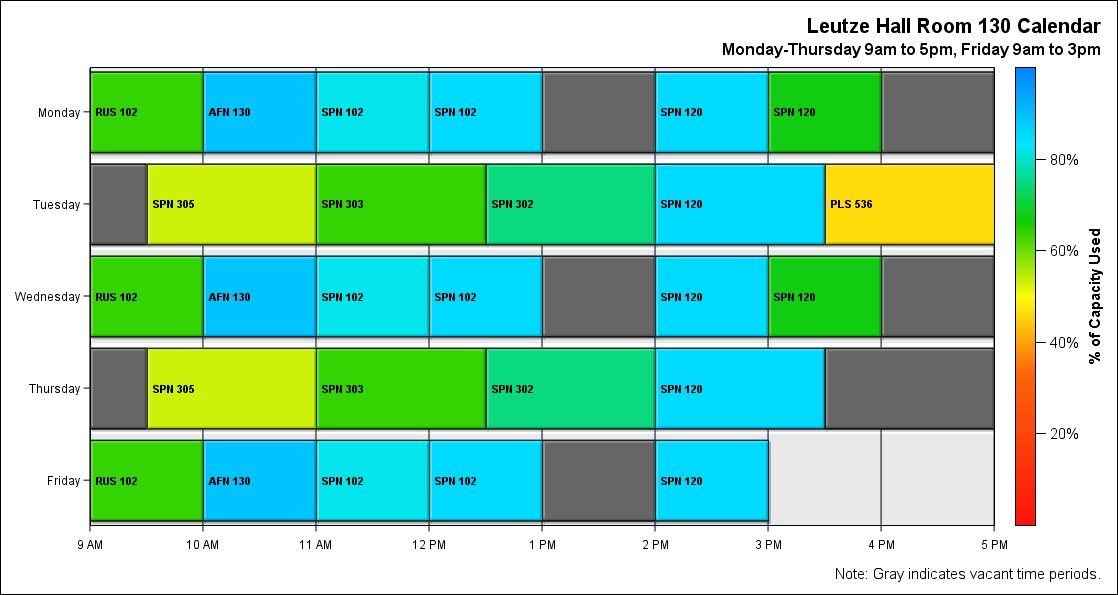 Leutze Hall Room 130 Calendar
Monday-Thursday 9am to 5pm, Friday 9am to 3pm
Monday RUS 102 AFN 130 SPN 102 SPN 102 SPN 120 SPN 120
80%
Tuesday SPN 305 SPN 303 SPN 302 SPN 120 PLS 536
60%
% of Capacity Used
Wednesday RUS 102 AFN 130 SPN 102 SPN 102 SPN 120 SPN 120
40%
Thursday SPN 305 SPN 303 SPN 302 SPN 120
20%
Friday RUS 102 AFN 130 SPN 102 SPN 102 SPN 120
9 AM 10 AM 11 AM 12 PM 1 PM 2 PM 3 PM 4 PM 5 PM
Note: Gray indicates vacant time periods.